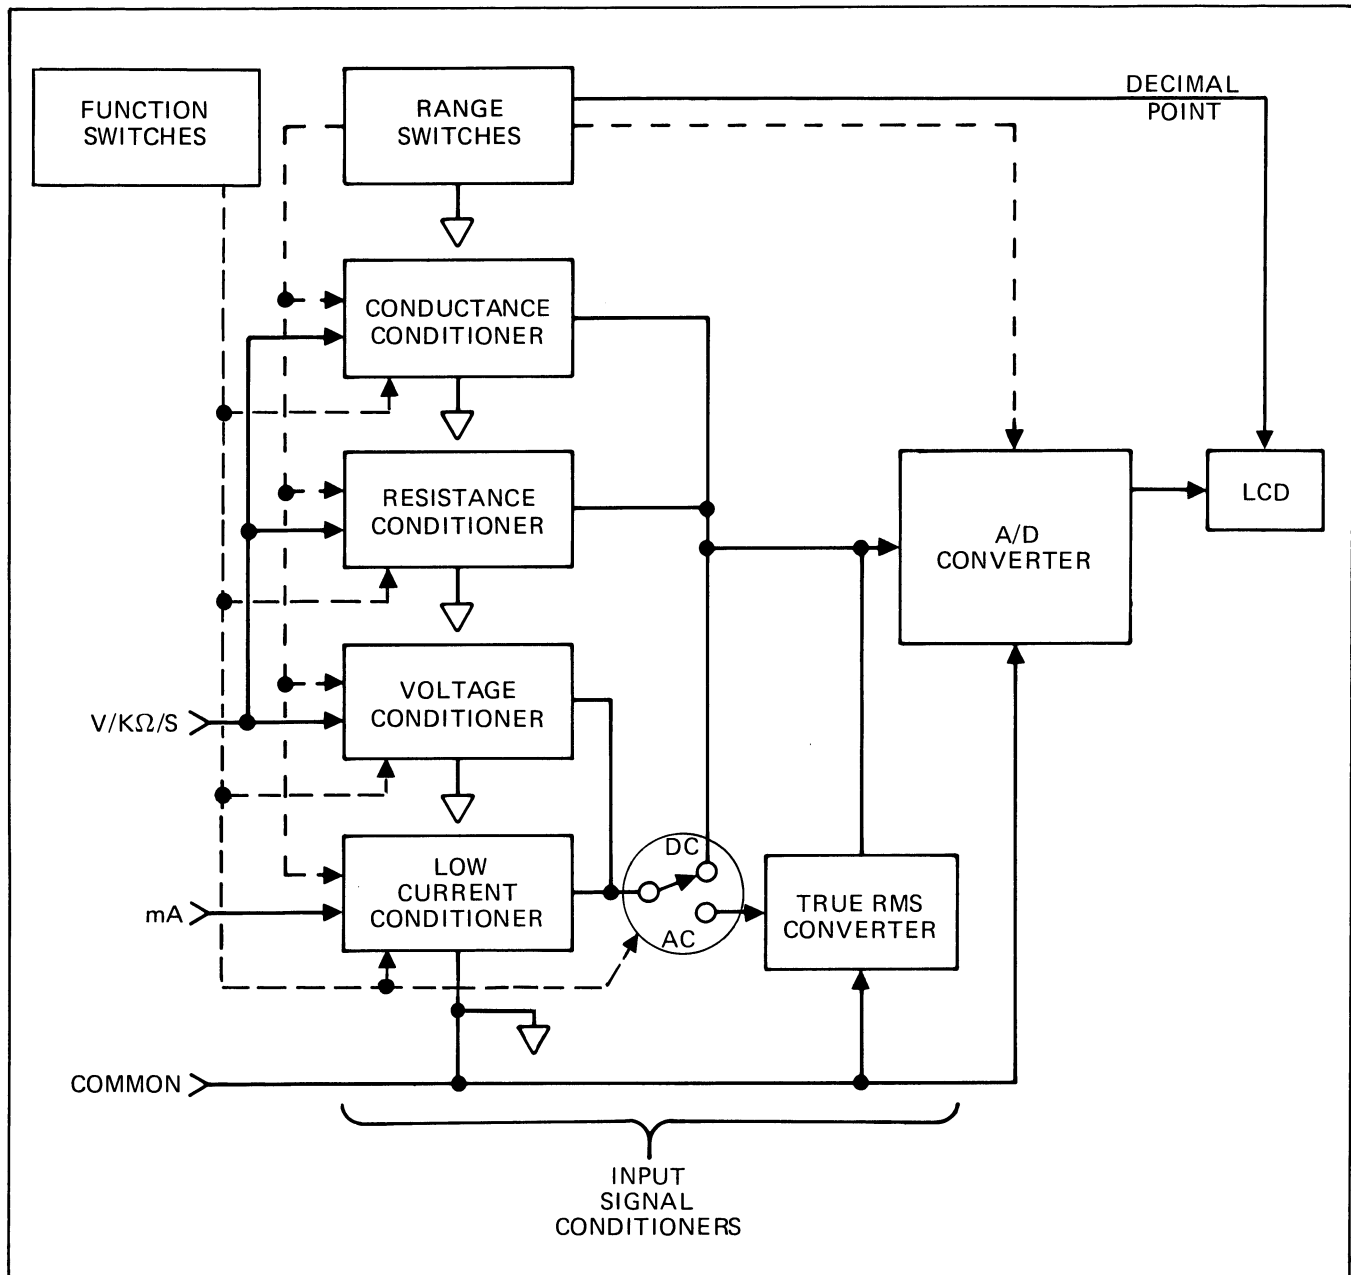 FUNCTION
SWITCHES
RANGE
SWITCHES
DECIMAL
POINT
CONDUCTANCE
CONDITIONER
RESISTANCE
CONDITIONER
A/D
CONVERTER
LCD
V/KΩ/S
VOLTAGE
CONDITIONER
mA
LOW
CURRENT
CONDITIONER
DC
AC
TRUE RMS
CONVERTER
COMMON
INPUT
SIGNAL
CONDITIONERS